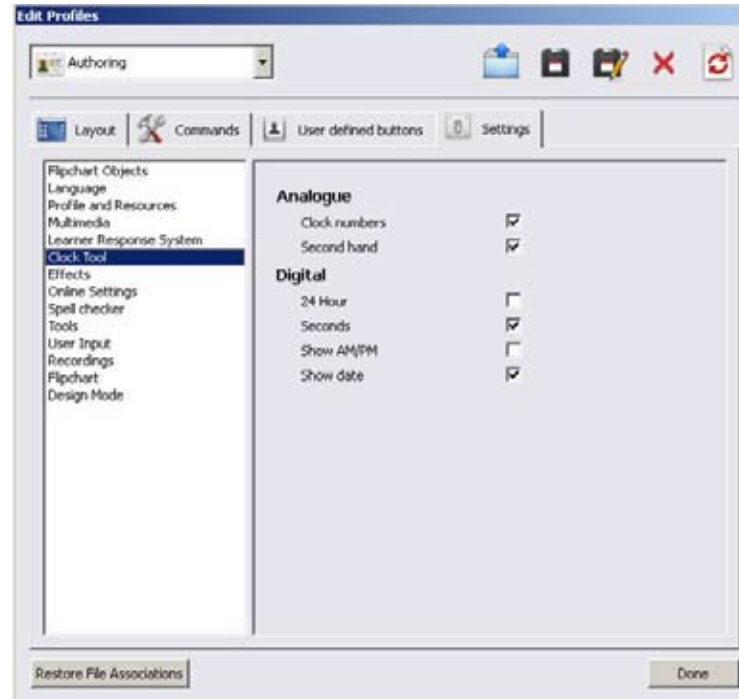 Edit Profiles
Authoring
Layout
Commands
User defined buttons
Settings
Flipchart Objects
Language
Profile and Resources
Multimedia
Learner Response System
Clock Tool
Effects
Online Settings
Spell checker
Tools
User Input
Recordings
Flipchart
Design Mode
Analogue
Clock numbers
Second hand
Digital
24 Hour
Seconds
Show AM/PM
Show date
Restore File Associations
Done